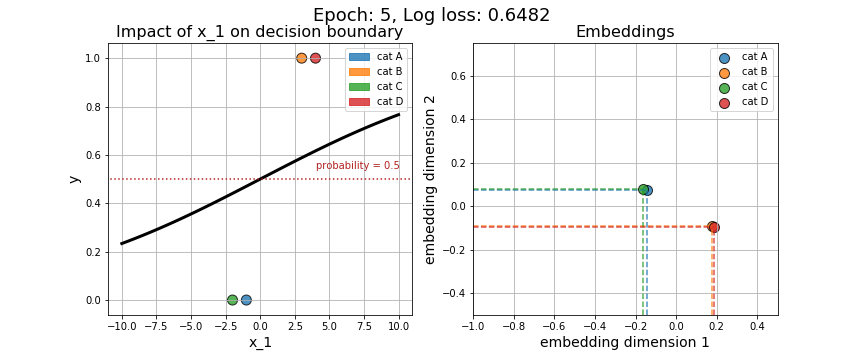 Epoch: 5, Log loss: 0.6482
Impact of x_1 on decision boundary
1.0
0.8
0.6
0.4
0.2
0.0
y
cat A
cat B
cat C
cat D
probability = 0.5
−10.0 −7.5 −5.0 −2.5 0.0 2.5 5.0 7.5 10.0
x_1
Embeddings
0.6
0.4
0.2
0.0
−0.2
−0.4
embedding dimension 2
cat A
cat B
cat C
cat D
−1.0 −0.8 −0.6 −0.4 −0.2 0.0 0.2 0.4
embedding dimension 1